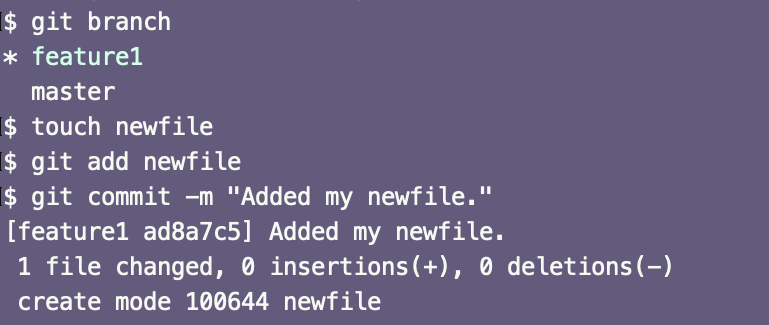 $ git branch
* feature1
  master
$ touch newfile
$ git add newfile
$ git commit -m "Added my newfile."
[feature1 ad8a7c5] Added my newfile.
 1 file changed, 0 insertions(+), 0 deletions(-)
 create mode 100644 newfile